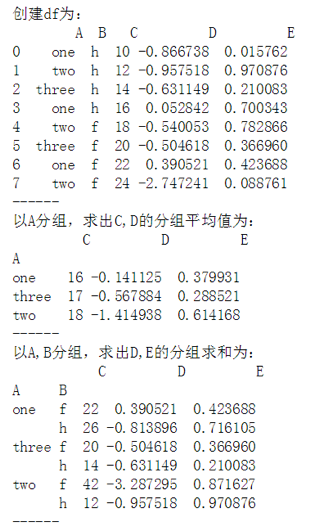 创建df为：
A B C D E
0 one h 10 -0.866738 0.015762
1 two h 12 -0.957518 0.970876
2 three h 14 -0.631149 0.210083
3 one h 16 0.052842 0.700343
4 two f 18 -0.540053 0.782866
5 three f 20 -0.504618 0.366960
6 one f 22 0.390521 0.423688
7 two f 24 -2.747241 0.088761
------
以A分组，求出C,D的分组平均值为：
C D E
A
one 16 -0.141125 0.379931
three 17 -0.567884 0.288521
two 18 -1.414938 0.614168
------
以A,B分组，求出D,E的分组求和为：
C D E
A B
one f 22 0.390521 0.423688
h 26 -0.813896 0.716105
three f 20 -0.504618 0.366960
h 14 -0.631149 0.210083
two f 42 -3.287295 0.871627
h 12 -0.957518 0.970876
------